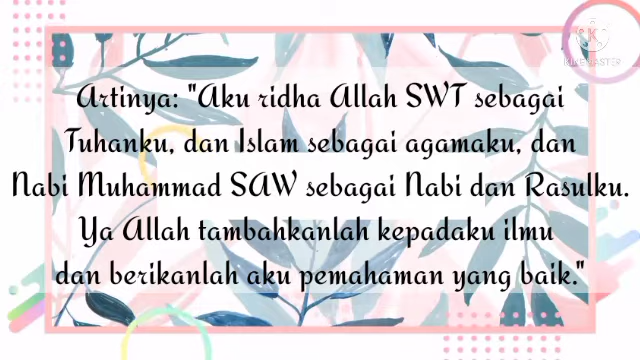 KINEMASTER
Artinya: "Aku ridha Allah SWT sebagai
Tuhanku, dan Islam sebagai agamaku, dan
Nabi Muhammad SAW sebagai Nabi dan Rasulku.
Ya Allah tambahkanlah kepadaku ilmu
dan berikanlah aku pemahaman yang baik."